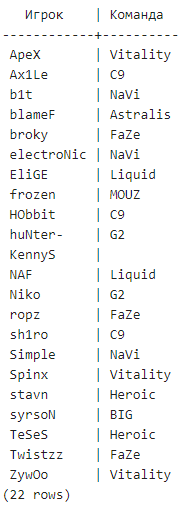 Игрок | Команда
------------+-----------
ApeX | Vitality
Ax1Le | C9
b1t | NaVi
blameF | Astralis
broky | FaZe
electroNic | NaVi
EliGE | Liquid
frozen | MOUZ
HObbit | C9
huNter- | G2
KennyS |
NAF | Liquid
Niko | G2
ropz | FaZe
sh1ro | C9
Simple | NaVi
Spinx | Vitality
stavn | Heroic
syrsoN | BIG
TeSeS | Heroic
Twistzz | FaZe
ZywOo | Vitality
(22 rows)